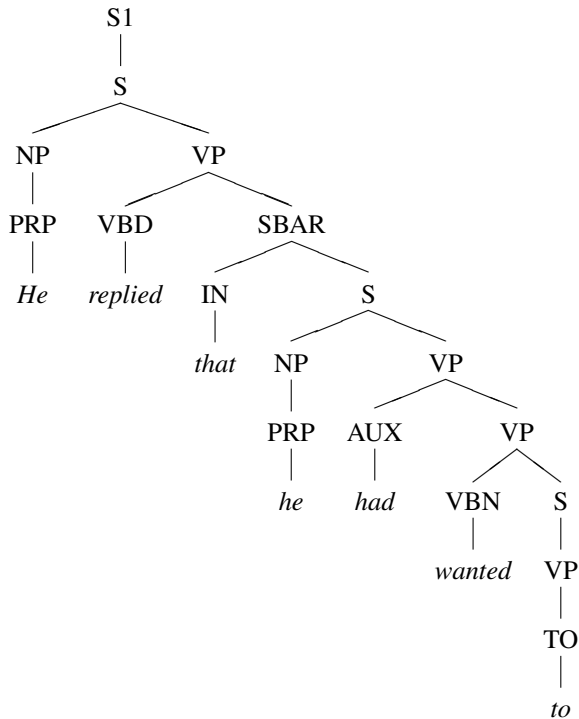 S1
S
NP VP
PRP VBD SBAR
He replied IN S
that NP VP
PRP AUX VP
he had VBN S
wanted VP
TO
to